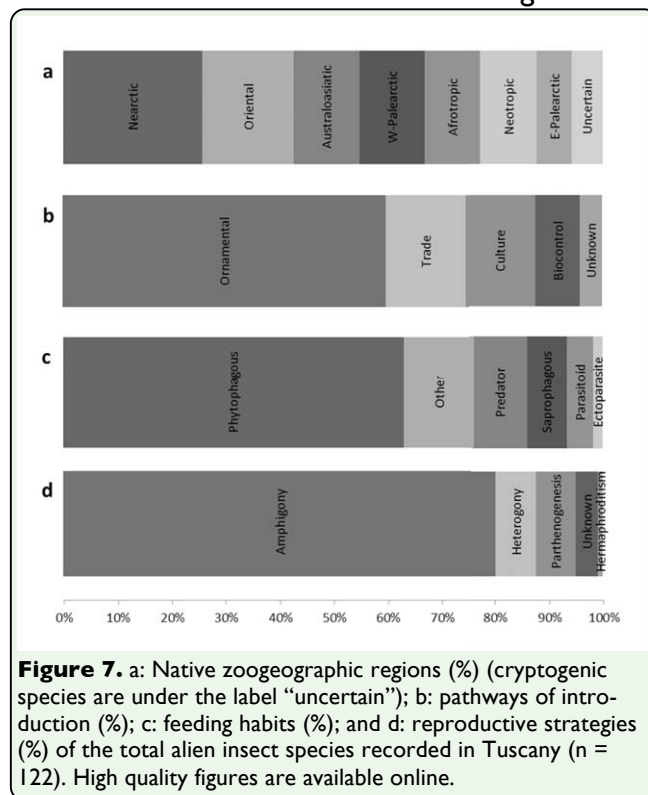 a
Nearctic
Oriental
Australoasiatic
W-Palearctic
Afrotropic
Neotropic
E-Palearctic
Uncertain
b
Ornamental
Trade
Culture
Biocontrol
Unknown
c
Phytophagous
Other
Predator
Saprophagous
Parasitoid
Ectoparasite
d
Amphigony
Heterogony
Parthenogenesis
Unknown
Hermaphroditism
0% 10% 20% 30% 40% 50% 60% 70% 80% 90% 100%
Figure 7. a: Native zoogeographic regions (%) (cryptogenic
species are under the label “uncertain”); b: pathways of intro-
duction (%); c: feeding habits (%); and d: reproductive strategies
(%) of the total alien insect species recorded in Tuscany (n =
122). High quality figures are available online.